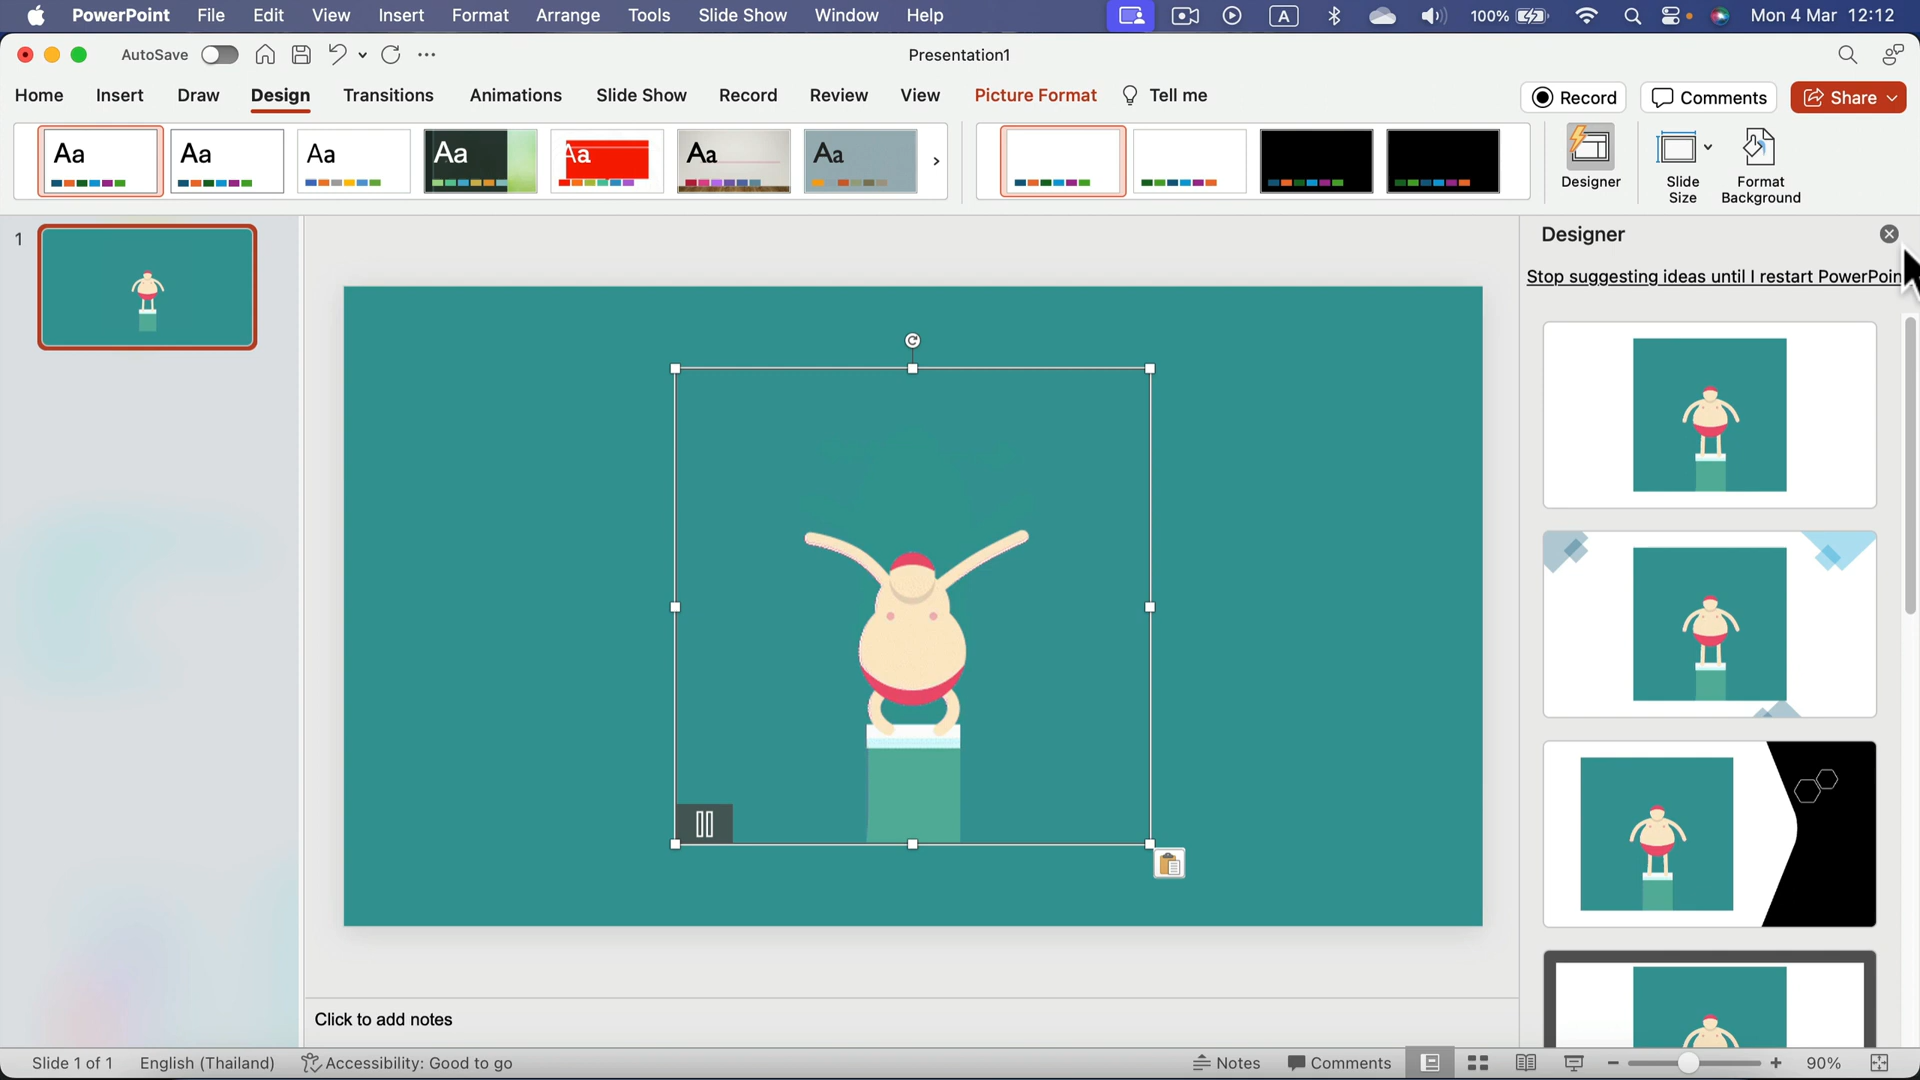 PowerPoint File Edit View Insert Format Arrange Tools Slide Show Window Help A 100% Mon 4 Mar 12:12
AutoSave Presentation1
Home Insert Draw Design Transitions Animations Slide Show Record Review View Picture Format Tell me Record Comments Share
Aa Aa Aa Aa Aa Aa Aa
Designer Slide Size Format Background
1
Designer
Stop suggesting ideas until I restart PowerPoin
Click to add notes
Slide 1 of 1 English (Thailand) Accessibility: Good to go Notes Comments 90%